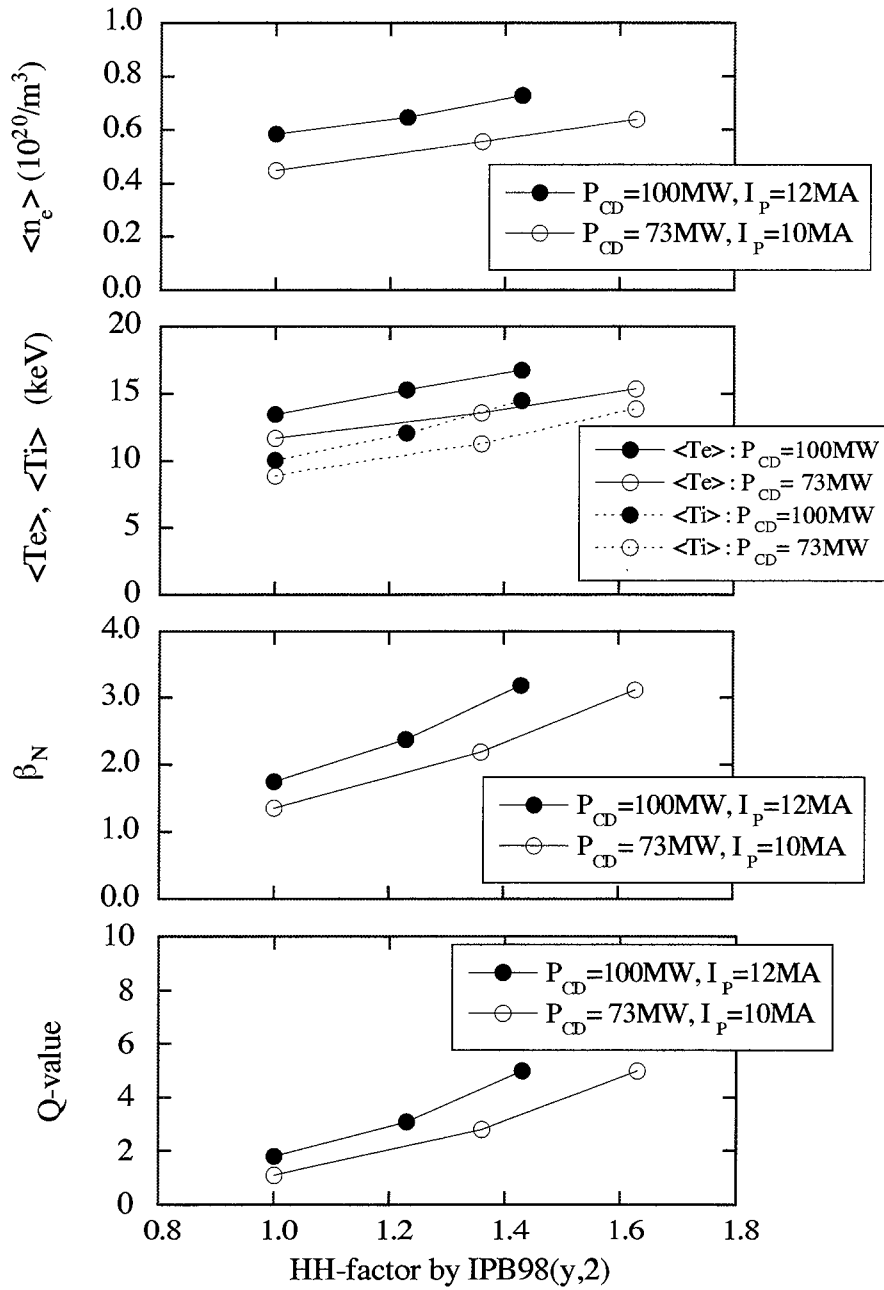 <n_e> (10^20/m^3)
1.0
0.8
0.6
0.4
0.2
0.0
P_CD=100MW, I_P=12MA
P_CD= 73MW, I_P=10MA
<Te>, <Ti> (keV)
20
15
10
5
0
<Te> : P_CD=100MW
<Te> : P_CD= 73MW
<Ti> : P_CD=100MW
<Ti> : P_CD= 73MW
β_N
4.0
3.0
2.0
1.0
0.0
P_CD=100MW, I_P=12MA
P_CD= 73MW, I_P=10MA
Q-value
10
8
6
4
2
0
P_CD=100MW, I_P=12MA
P_CD= 73MW, I_P=10MA
0.8 1.0 1.2 1.4 1.6 1.8
HH-factor by IPB98(y,2)